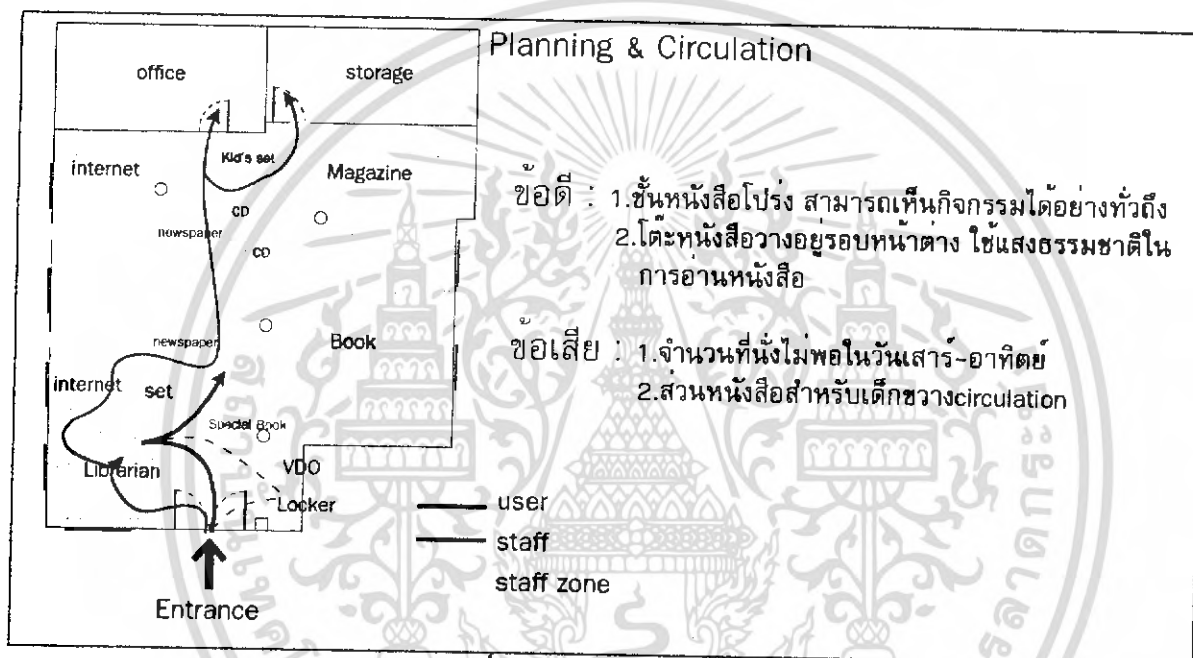 Planning & Circulation
office
storage
Kid's set
internet
Magazine
CD
newspaper
CD
newspaper
Book
internet
set
Special Book
Librarian
VDO
Locker
Entrance
user
staff
staff zone
ข้อดี : 1.ชั้นหนังสือโปร่ง สามารถเห็นกิจกรรมได้อย่างทั่วถึง
2.โต๊ะหนังสือวางอยู่รอบหน้าต่าง ใช้แสงธรรมชาติใน
การอ่านหนังสือ
ข้อเสีย : 1.จำนวนที่นั่งไม่พอในวันเสาร์-อาทิตย์
2.ส่วนหนังสือสำหรับเด็กขวางcirculation